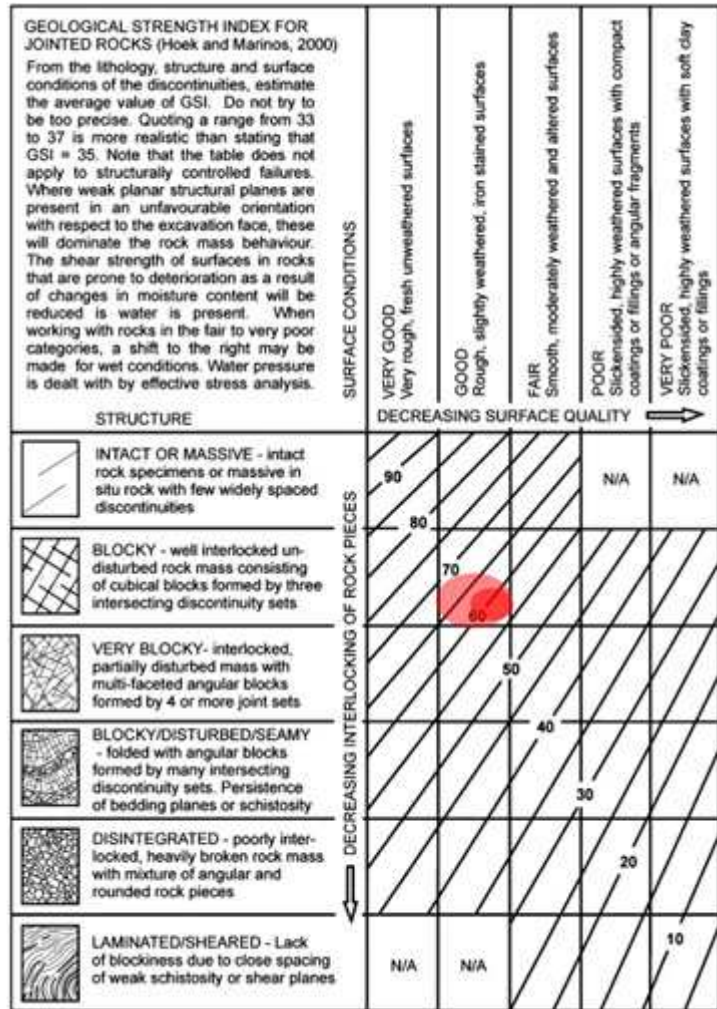 GEOLOGICAL STRENGTH INDEX FOR
JOINTED ROCKS (Hoek and Marinos, 2000)
From the lithology, structure and surface
conditions of the discontinuities, estimate
the average value of GSI. Do not try to
be too precise. Quoting a range from 33
to 37 is more realistic than stating that
GSI = 35. Note that the table does not
apply to structurally controlled failures.
Where weak planar structural planes are
present in an unfavourable orientation
with respect to the excavation face, these
will dominate the rock mass behaviour.
The shear strength of surfaces in rocks
that are prone to deterioration as a result
of changes in moisture content will be
reduced is water is present. When
working with rocks in the fair to very poor
categories, a shift to the right may be
made for wet conditions. Water pressure
is dealt with by effective stress analysis.
STRUCTURE
SURFACE CONDITIONS
VERY GOOD
Very rough, fresh unweathered surfaces
GOOD
Rough, slightly weathered, iron stained surfaces
FAIR
Smooth, moderately weathered and altered surfaces
POOR
Slickensided, highly weathered surfaces with compact
coatings or fillings or angular fragments
VERY POOR
Slickensided, highly weathered surfaces with soft clay
coatings or fillings
DECREASING SURFACE QUALITY
DECREASING INTERLOCKING OF ROCK PIECES
INTACT OR MASSIVE - intact
rock specimens or massive in
situ rock with few widely spaced
discontinuities
90
80
N/A
N/A
BLOCKY - well interlocked un-
disturbed rock mass consisting
of cubical blocks formed by three
intersecting discontinuity sets
70
60
VERY BLOCKY- interlocked,
partially disturbed mass with
multi-faceted angular blocks
formed by 4 or more joint sets
50
BLOCKY/DISTURBED/SEAMY
- folded with angular blocks
formed by many intersecting
discontinuity sets. Persistence
of bedding planes or schistosity
40
30
DISINTEGRATED - poorly inter-
locked, heavily broken rock mass
with mixture of angular and
rounded rock pieces
20
LAMINATED/SHEARED - Lack
of blockiness due to close spacing
of weak schistosity or shear planes
N/A
N/A
10